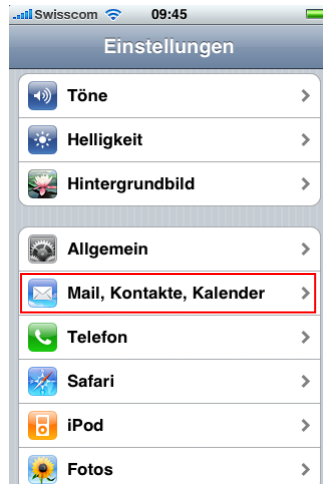 Swisscom 09:45
Einstellungen
Töne
Helligkeit
Hintergrundbild
Allgemein
Mail, Kontakte, Kalender
Telefon
Safari
iPod
Fotos